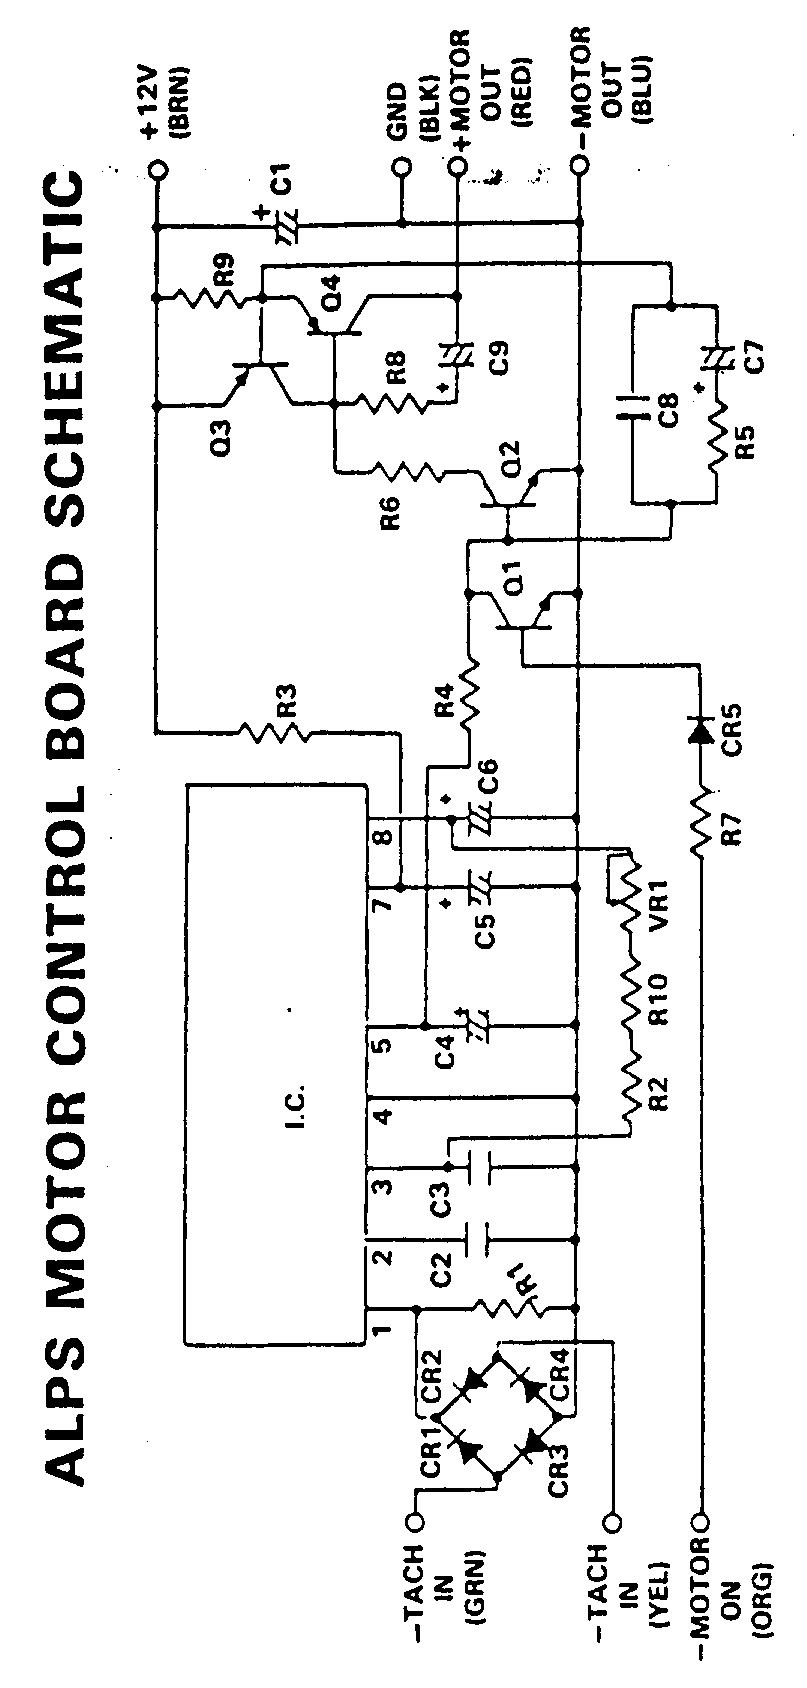 ALPS MOTOR CONTROL BOARD SCHEMATIC
+12V
(BRN)
GND
(BLK)
+MOTOR
OUT
(RED)
−MOTOR
OUT
(BLU)
C1
+
R9
Q4
Q3
R8
C9
+
R6
Q2
C8
C7
+
R5
Q1
R3
R4
CR5
R7
I.C.
8
7
5
4
3
2
1
C6
+
C5
+
C4
+
VR1
R10
R2
C3
C2
R1
CR2
CR4
CR1
CR3
−TACH
IN
(GRN)
−TACH
IN
(YEL)
−MOTOR
ON
(ORG)